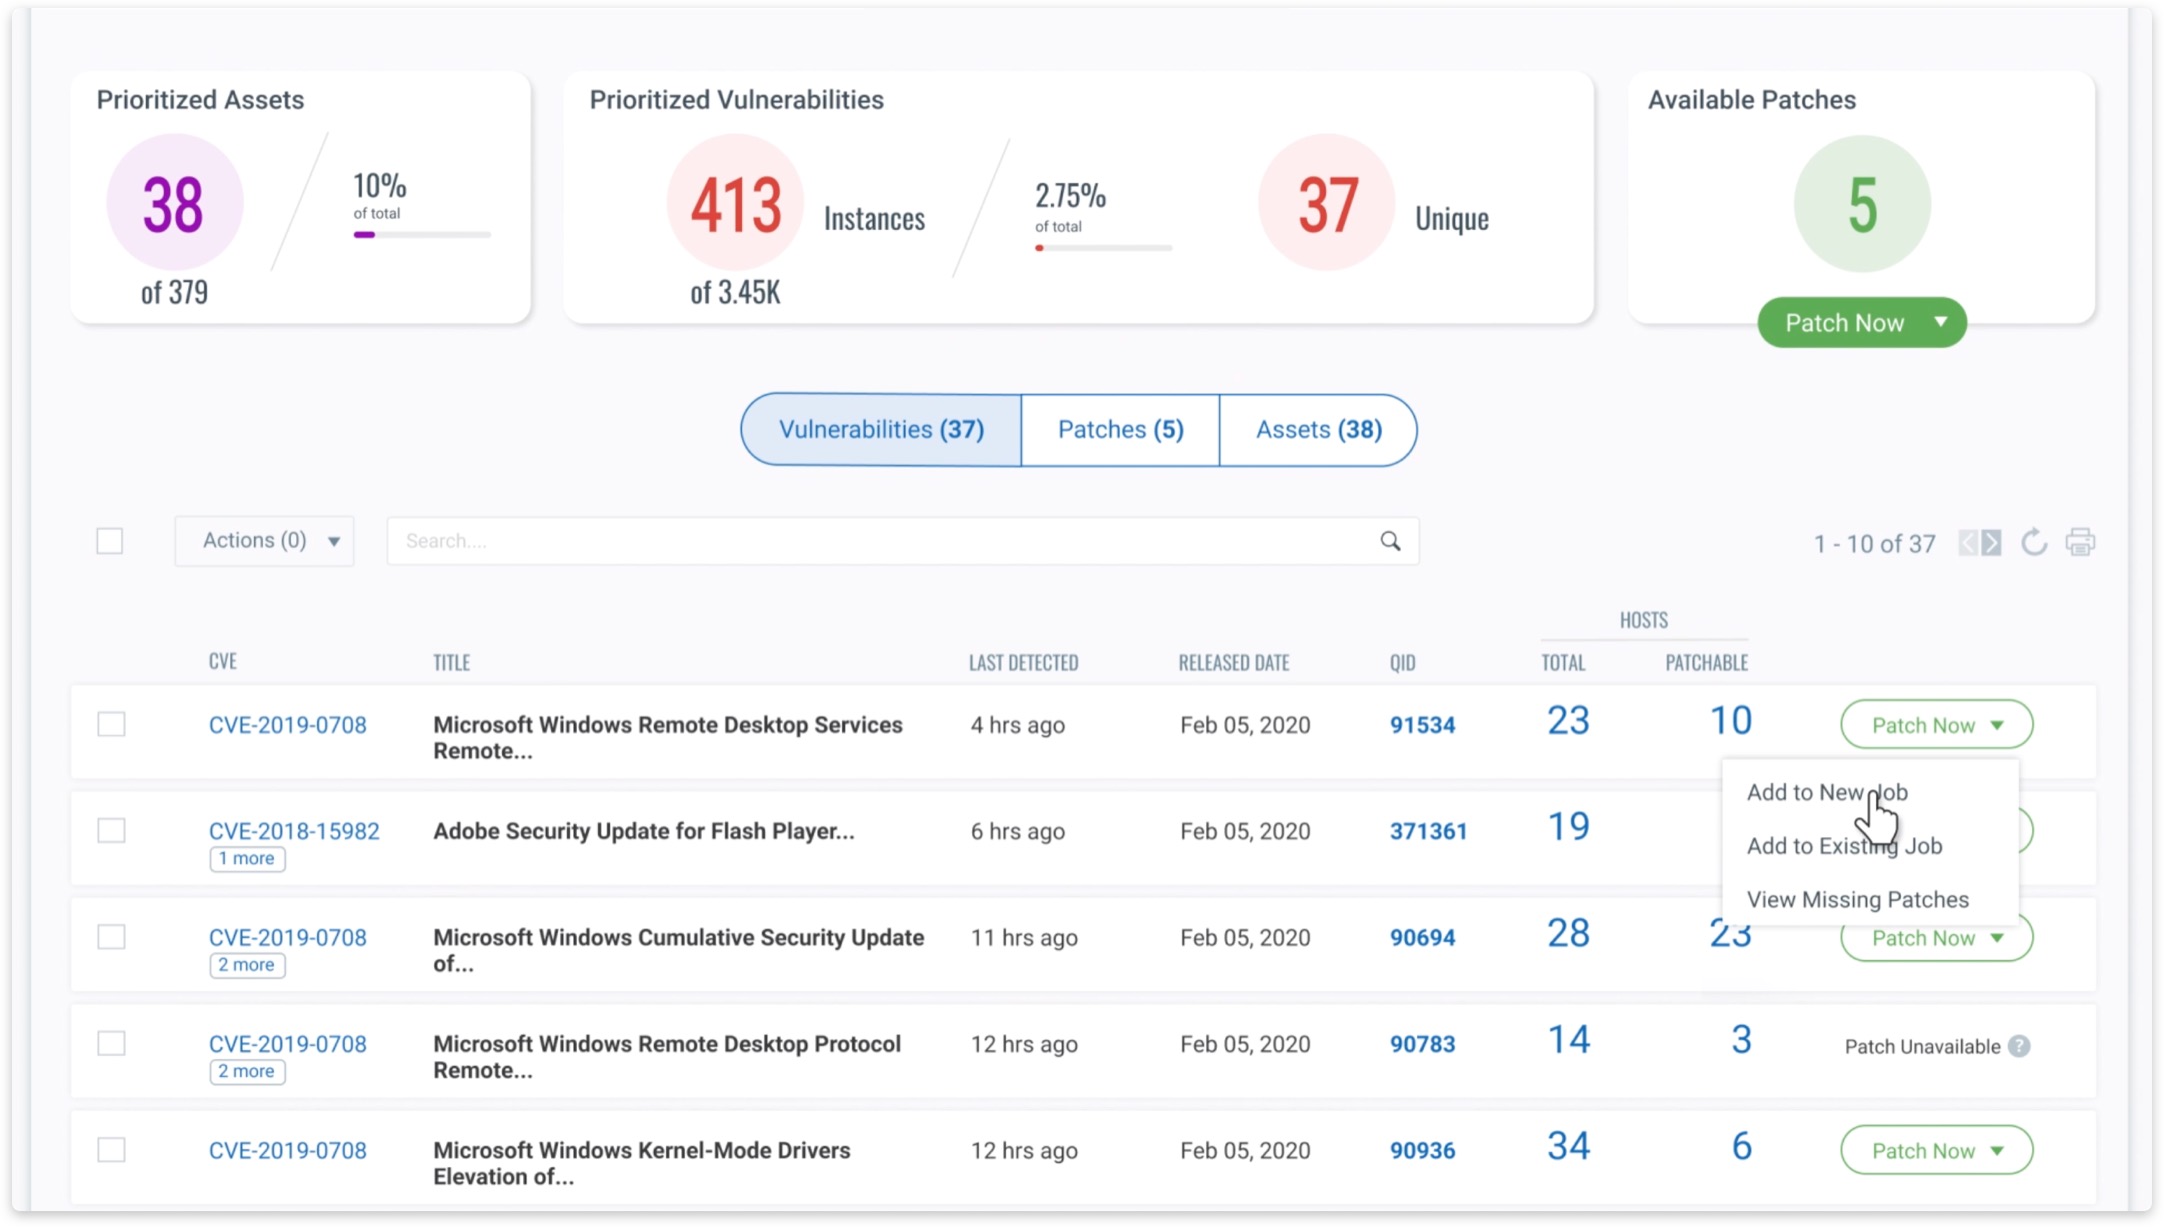 Prioritized Assets
38
of 379
10%
of total
Prioritized Vulnerabilities
413
Instances
of 3.45K
2.75%
of total
37
Unique
Available Patches
5
Patch Now
Vulnerabilities (37)
Patches (5)
Assets (38)
Actions (0)
Search....
1 - 10 of 37
HOSTS
CVE
TITLE
LAST DETECTED
RELEASED DATE
QID
TOTAL
PATCHABLE
CVE-2019-0708
Microsoft Windows Remote Desktop Services
Remote...
4 hrs ago
Feb 05, 2020
91534
23
10
Patch Now
Add to New Job
Add to Existing Job
View Missing Patches
CVE-2018-15982
1 more
Adobe Security Update for Flash Player...
6 hrs ago
Feb 05, 2020
371361
19
CVE-2019-0708
2 more
Microsoft Windows Cumulative Security Update
of...
11 hrs ago
Feb 05, 2020
90694
28
23
Patch Now
CVE-2019-0708
2 more
Microsoft Windows Remote Desktop Protocol
Remote...
12 hrs ago
Feb 05, 2020
90783
14
3
Patch Unavailable ?
CVE-2019-0708
Microsoft Windows Kernel-Mode Drivers
Elevation of...
12 hrs ago
Feb 05, 2020
90936
34
6
Patch Now